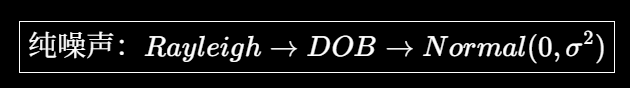 纯噪声：Rayleigh → DOB → Normal(0, σ²)